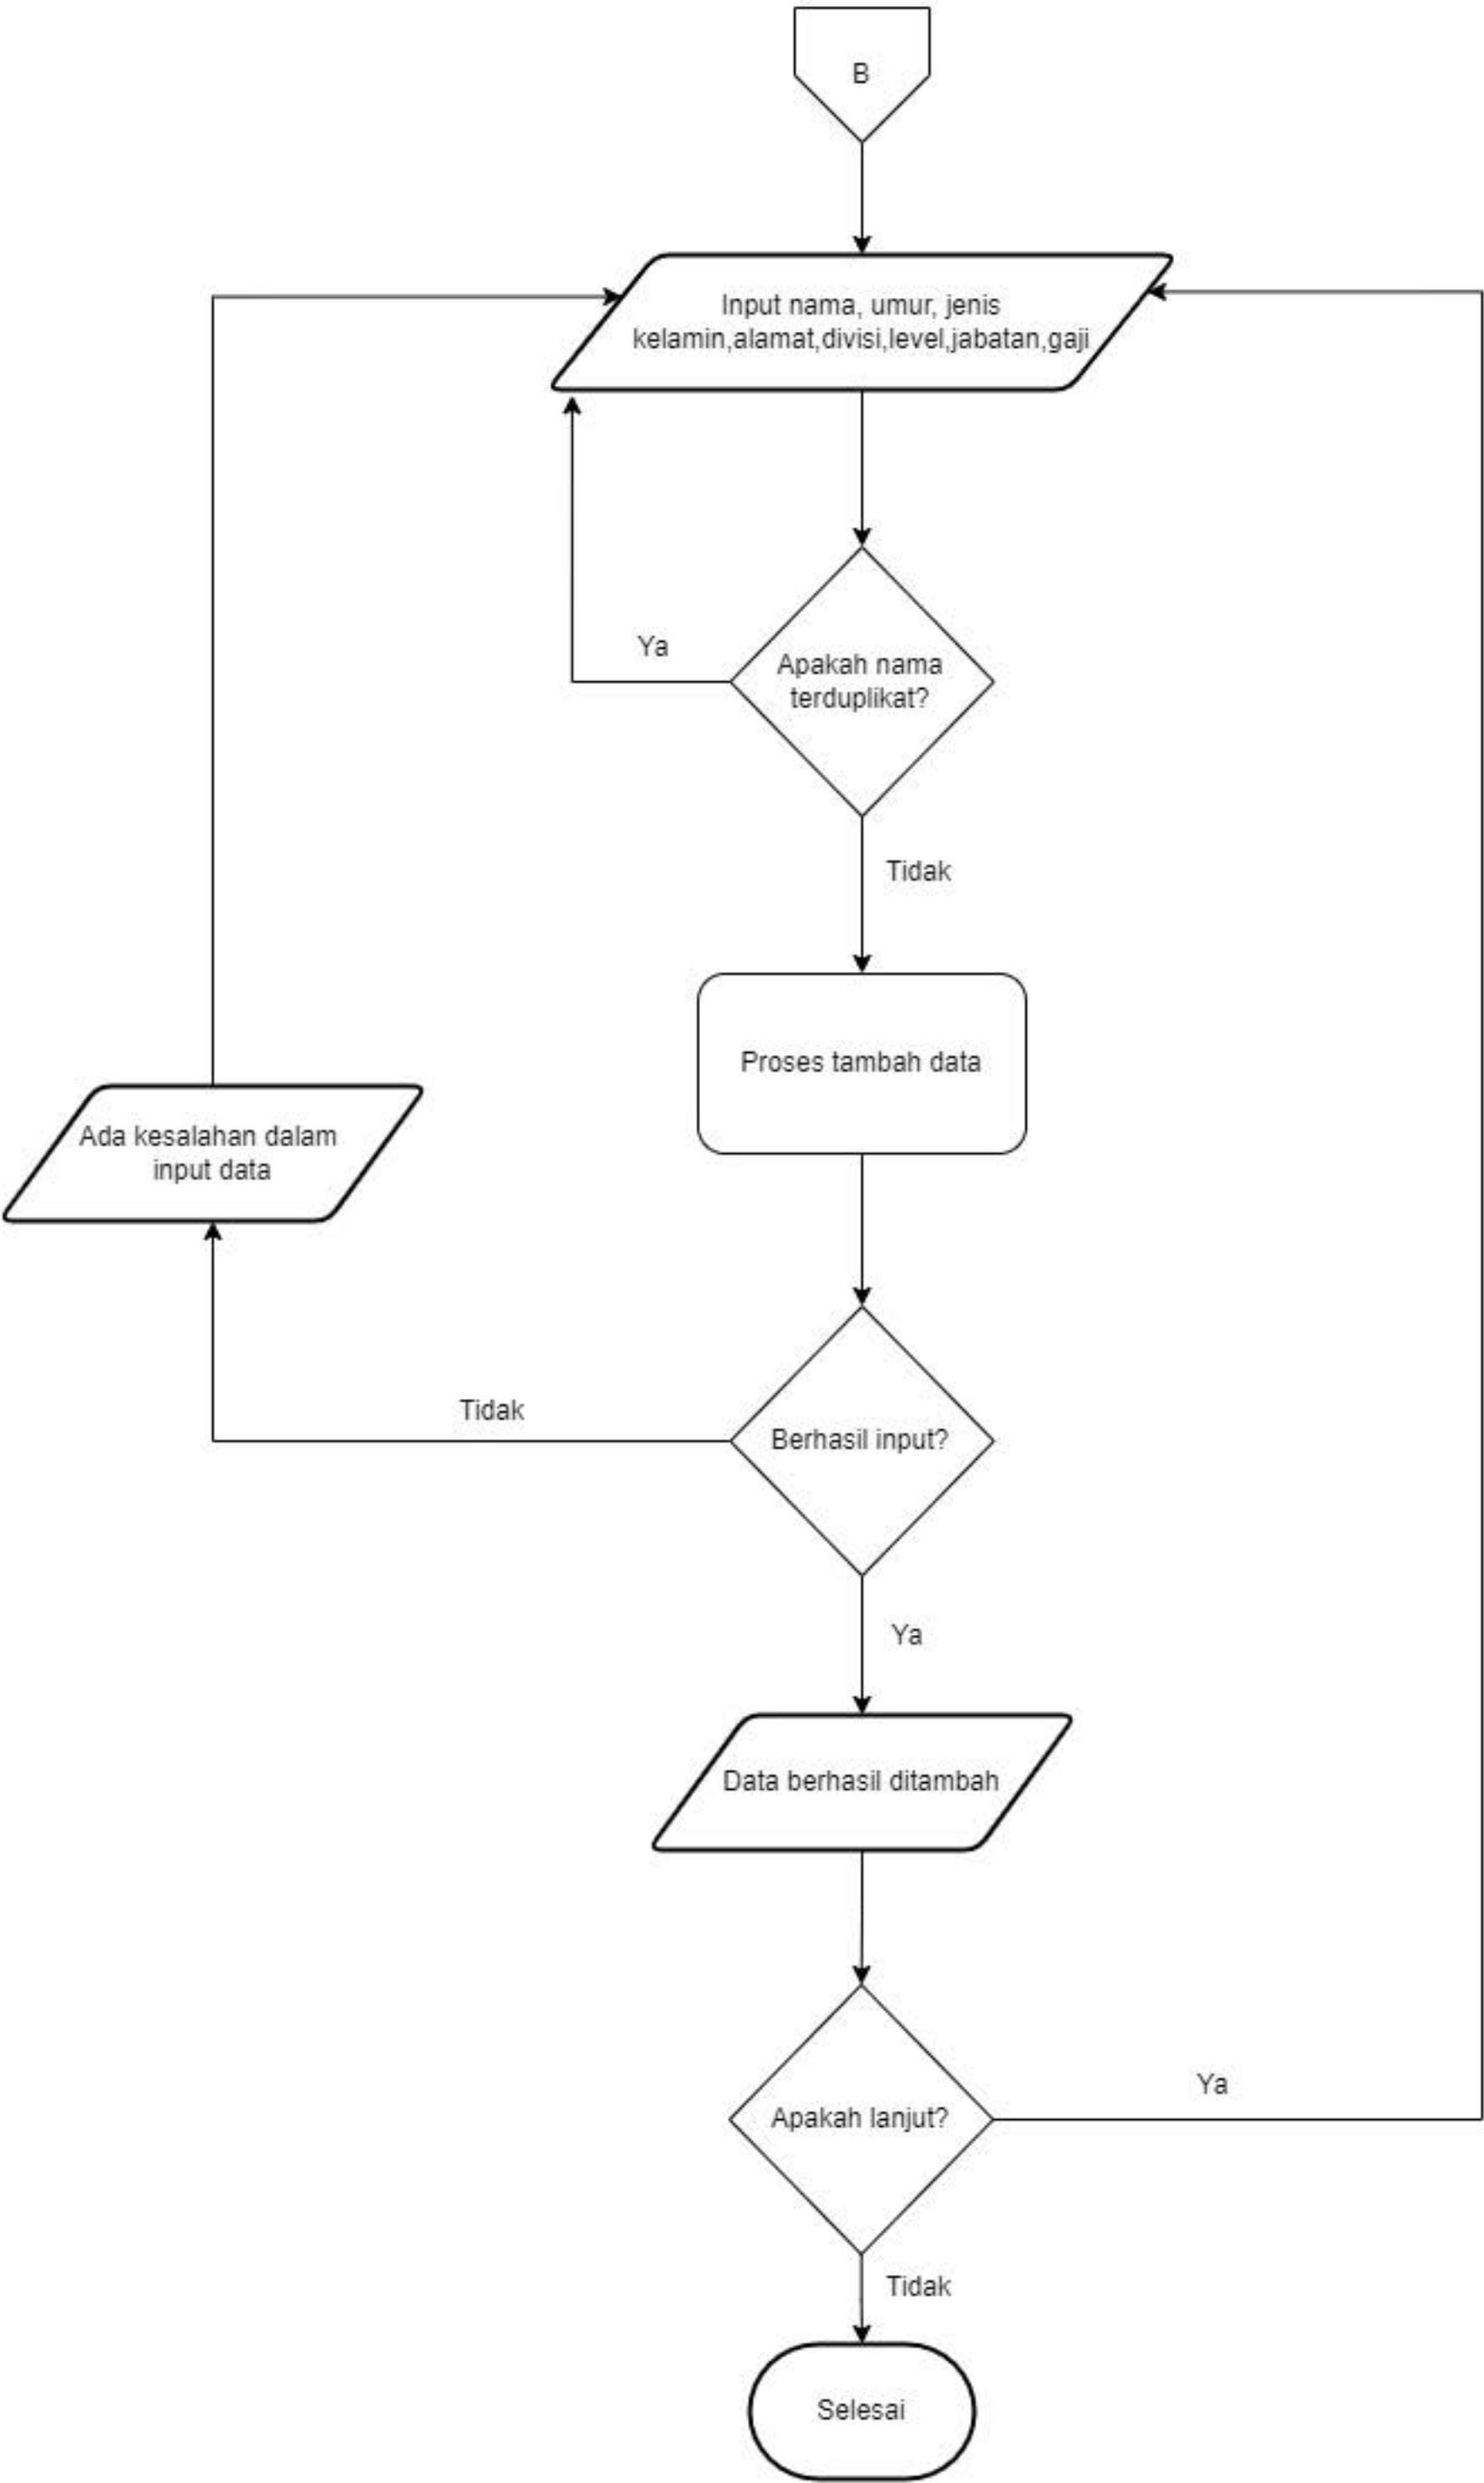 B
Input nama, umur, jenis
kelamin,alamat,divisi,level,jabatan,gaji
Ya
Apakah nama
terduplikat?
Tidak
Proses tambah data
Ada kesalahan dalam
input data
Tidak
Berhasil input?
Ya
Data berhasil ditambah
Ya
Apakah lanjut?
Tidak
Selesai